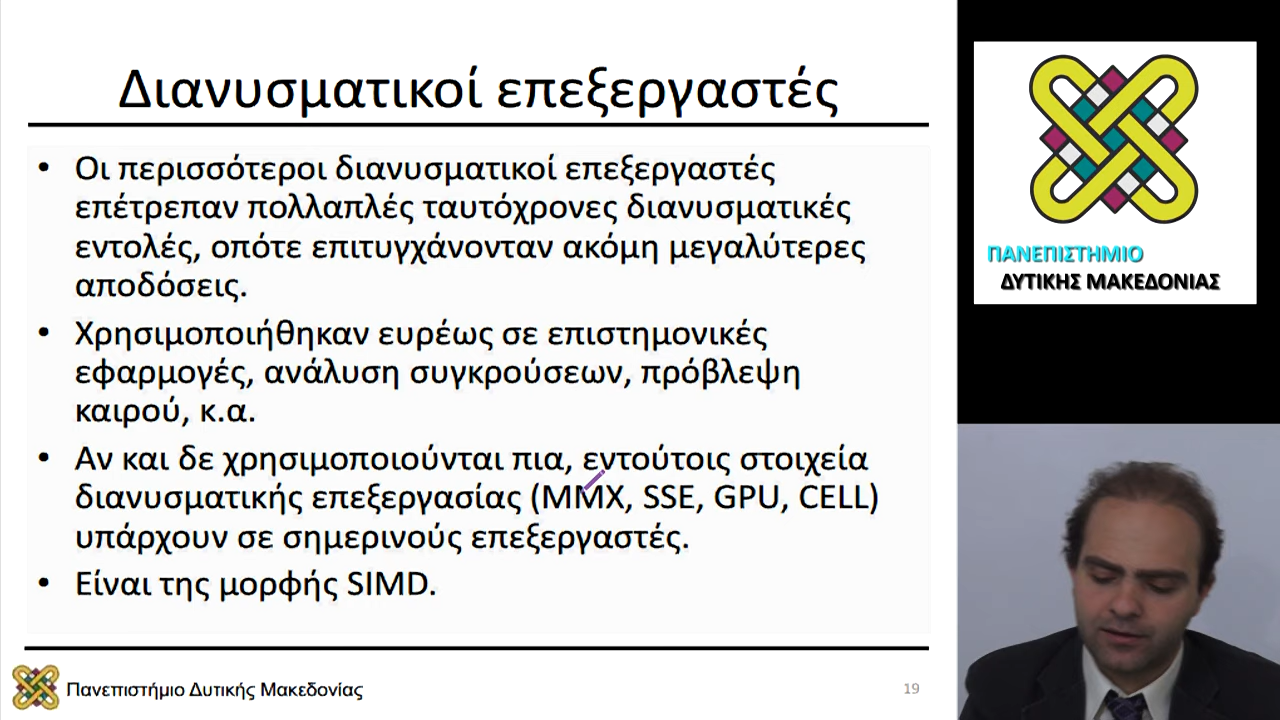 Διανυσματικοί επεξεργαστές
• Οι περισσότεροι διανυσματικοί επεξεργαστές
επέτρεπαν πολλαπλές ταυτόχρονες διανυσματικές
εντολές, οπότε επιτυγχάνονταν ακόμη μεγαλύτερες
αποδόσεις.
• Χρησιμοποιήθηκαν ευρέως σε επιστημονικές
εφαρμογές, ανάλυση συγκρούσεων, πρόβλεψη
καιρού, κ.α.
• Αν και δε χρησιμοποιούνται πια, εντούτοις στοιχεία
διανυσματικής επεξεργασίας (MMX, SSE, GPU, CELL)
υπάρχουν σε σημερινούς επεξεργαστές.
• Είναι της μορφής SIMD.
Πανεπιστήμιο Δυτικής Μακεδονίας
19
ΠΑΝΕΠΙΣΤΗΜΙΟ
ΔΥΤΙΚΗΣ ΜΑΚΕΔΟΝΙΑΣ